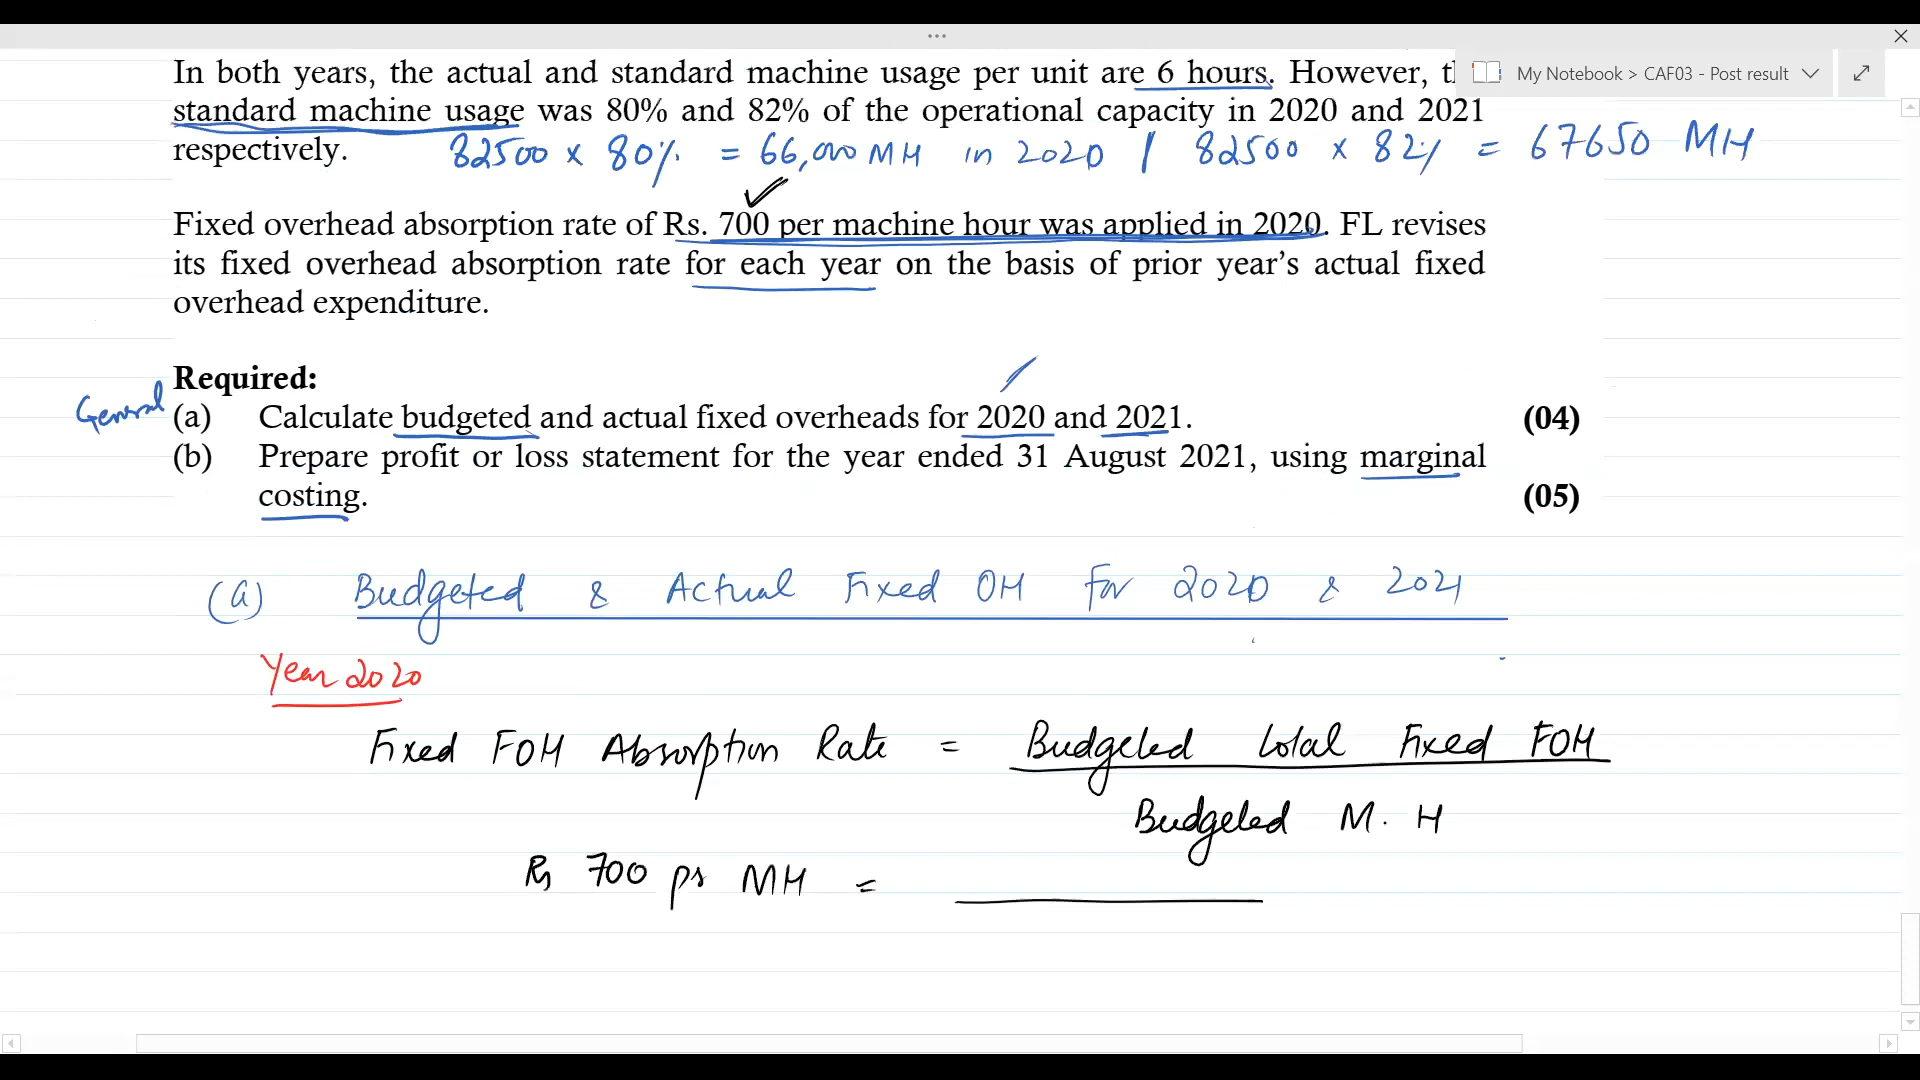 In both years, the actual and standard machine usage per unit are 6 hours. However,
My Notebook > CAF03 - Post result
standard machine usage was 80% and 82% of the operational capacity in 2020 and 2021
respectively.
82500 x 80% = 66,000 MH in 2020 / 82500 x 82% = 67650 MH
Fixed overhead absorption rate of Rs. 700 per machine hour was applied in 2020. FL revises
its fixed overhead absorption rate for each year on the basis of prior year's actual fixed
overhead expenditure.
Required:
General
(a) Calculate budgeted and actual fixed overheads for 2020 and 2021. (04)
(b) Prepare profit or loss statement for the year ended 31 August 2021, using marginal
costing. (05)
(a) Budgeted & Actual Fixed OH for 2020 & 2021
Year 2020
Fixed FOH Absorption Rate = Budgeted total Fixed FOH
Budgeted M. H
Rs 700 per MH =